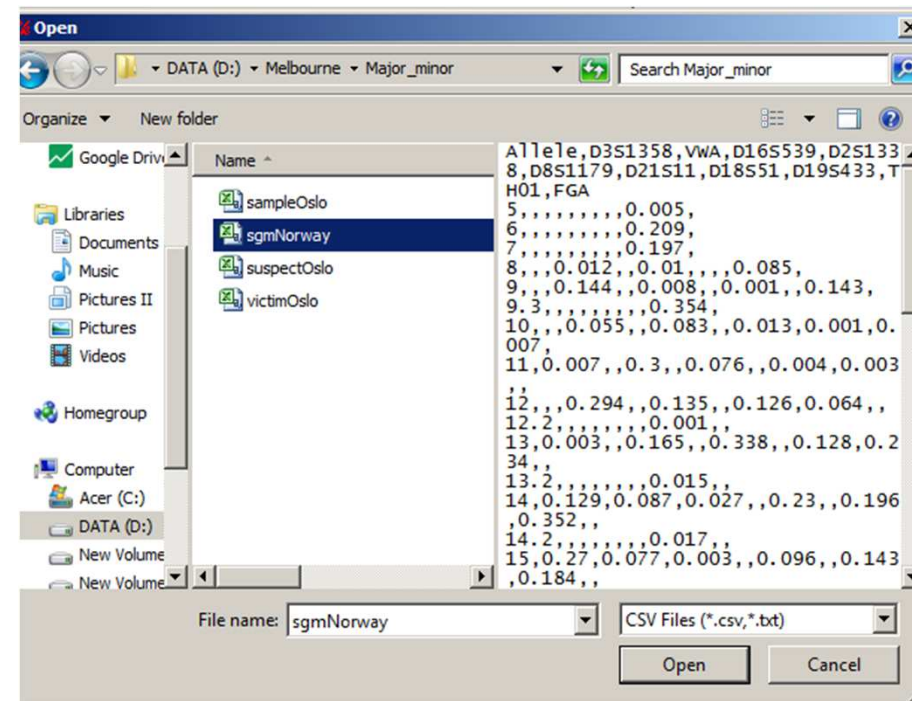 Open
DATA (D:) Melbourne Major_minor
Search Major_minor
Organize New folder
Google Driv
Libraries
Documents
Music
Pictures II
Pictures
Videos
Homegroup
Computer
Acer (C:)
DATA (D:)
New Volume
New Volume
Name
sampleOslo
sgmNorway
suspectOslo
victimOslo
Allele,D3S1358,VWA,D16S539,D2S133
8,D8S1179,D21S11,D18S51,D19S433,T
H01,FGA
5,,,,,,,,,0.005,
6,,,,,,,,,0.209,
7,,,,,,,,,0.197,
8,,,0.012,,0.01,,,,0.085,
9,,,0.144,,0.008,,0.001,,0.143,
9.3,,,,,,,,,0.354,
10,,,0.055,,0.083,,0.013,0.001,0.
007,
11,0.007,,0.3,,0.076,,0.004,0.003
,,
12,,,0.294,,0.135,,0.126,0.064,,
12.2,,,,,,,,0.001,,
13,0.003,,0.165,,0.338,,0.128,0.2
34,,
13.2,,,,,,,,0.015,,
14,0.129,0.087,0.027,,0.23,,0.196
,0.352,,
14.2,,,,,,,,0.017,,
15,0.27,0.077,0.003,,0.096,,0.143
,0.184,,
File name: sgmNorway
CSV Files (*.csv,*.txt)
Open Cancel